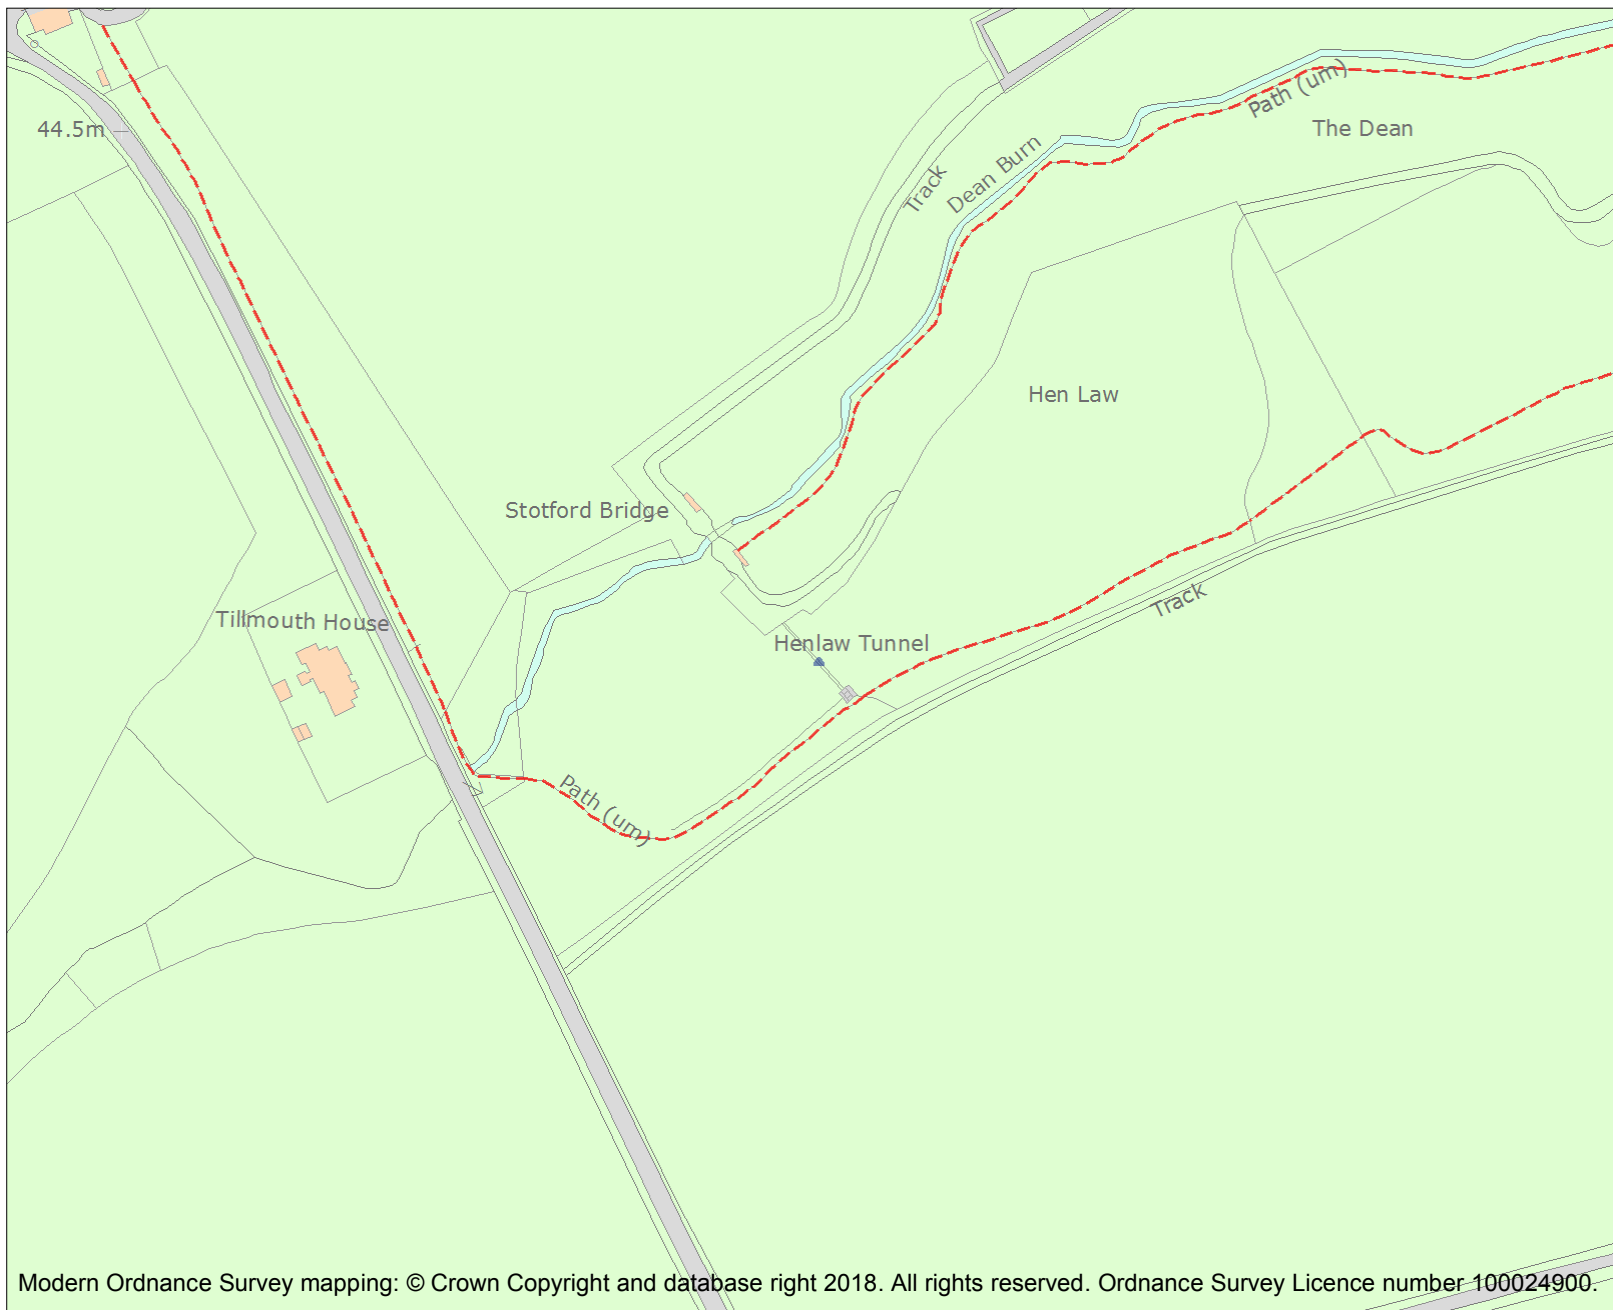 Path (um)
44.5m
The Dean
Dean Burn
Track
Hen Law
Stotford Bridge
Tillmouth House
Track
Henlaw Tunnel
Path (um)
Modern Ordnance Survey mapping: © Crown Copyright and database right 2018. All rights reserved. Ordnance Survey Licence number 100024900.